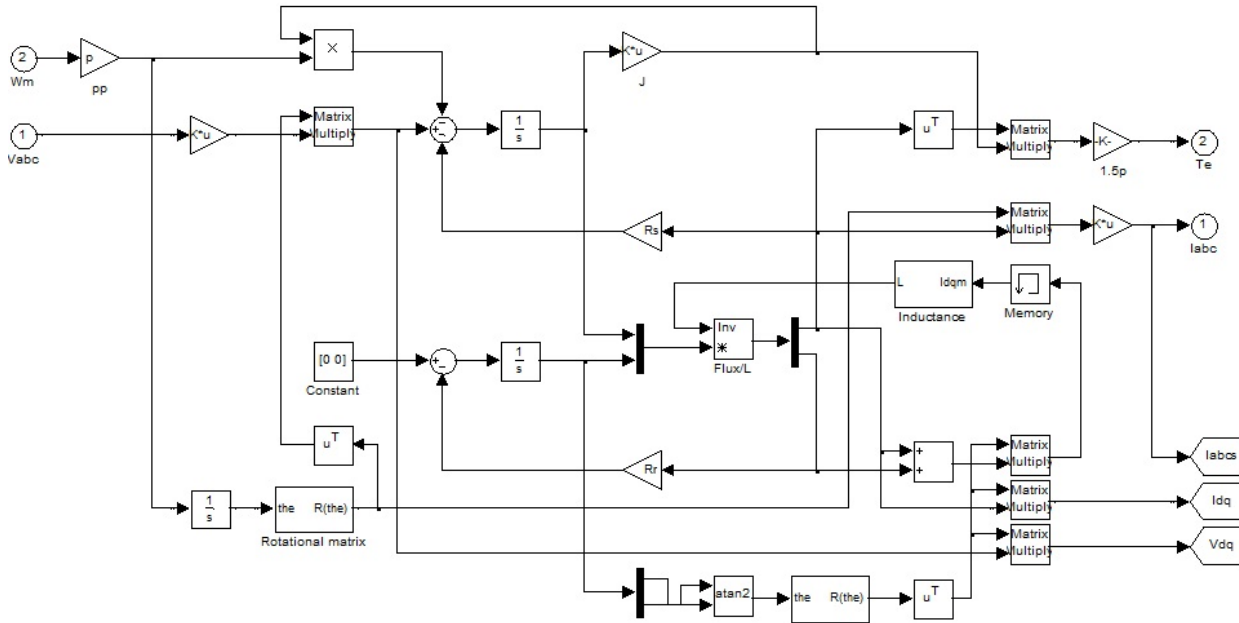 2
Wm
p
pp
×
K*u
J
1
Vabc
K*u
Matrix
Multiply
1
s
u^T
Matrix
Multiply
-K-
1.5p
2
Te
Rs
Matrix
Multiply
K*u
1
Iabc
L Idqm
Inductance
Memory
Inv
*
Flux/L
[0 0]
Constant
1
s
u^T
Rr
+
+
Matrix
Multiply
Iabcs
1
s
the R(the)
Rotational matrix
Matrix
Multiply
Idq
Matrix
Multiply
Vdq
atan2
the R(the)
u^T